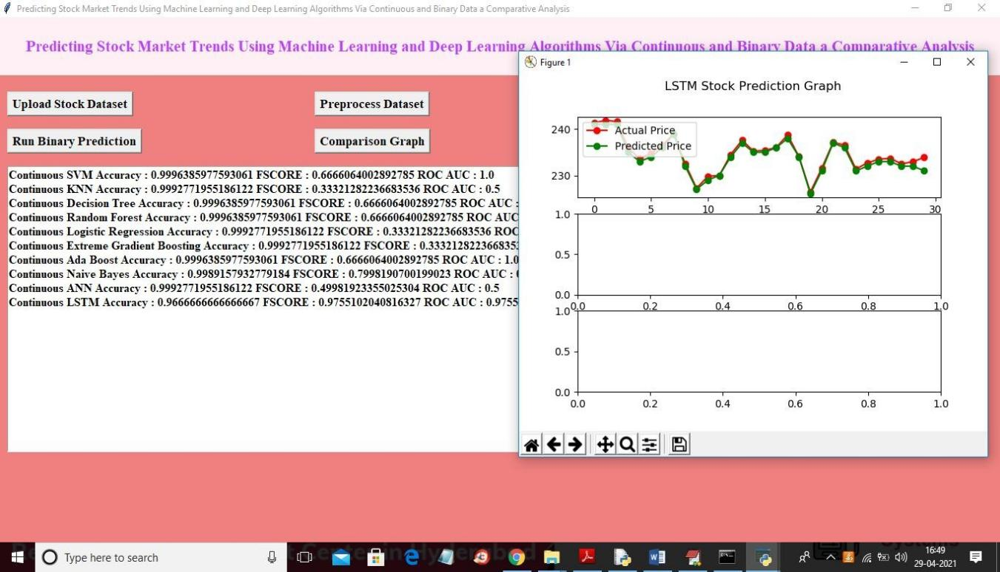 Predicting Stock Market Trends Using Machine Learning and Deep Learning Algorithms Via Continuous and Binary Data a Comparative Analysis
Predicting Stock Market Trends Using Machine Learning and Deep Learning Algorithms Via Continuous and Binary Data a Comparative Analysis
Upload Stock Dataset
Preprocess Dataset
Run Binary Prediction
Comparison Graph
Continuous SVM Accuracy : 0.9996385977593061 FSCORE : 0.6666064002892785 ROC AUC : 1.0
Continuous KNN Accuracy : 0.9992771955186122 FSCORE : 0.33321282236683536 ROC AUC : 0.5
Continuous Decision Tree Accuracy : 0.9996385977593061 FSCORE : 0.6666064002892785 ROC AUC :
Continuous Random Forest Accuracy : 0.9996385977593061 FSCORE : 0.6666064002892785 ROC AUC
Continuous Logistic Regression Accuracy : 0.9992771955186122 FSCORE : 0.33321282236683536 ROC
Continuous Extreme Gradient Boosting Accuracy : 0.9992771955186122 FSCORE : 0.3332128223668353
Continuous Ada Boost Accuracy : 0.9996385977593061 FSCORE : 0.6666064002892785 ROC AUC : 1.0
Continuous Naive Bayes Accuracy : 0.9989157932779184 FSCORE : 0.7998190700199023 ROC AUC :
Continuous ANN Accuracy : 0.9992771955186122 FSCORE : 0.49981923355025304 ROC AUC : 0.5
Continuous LSTM Accuracy : 0.9666666666666667 FSCORE : 0.9755102040816327 ROC AUC : 0.9755
Figure 1
LSTM Stock Prediction Graph
Actual Price
Predicted Price
240
230
0 5 10 15 20 25 30
1.0
0.5
0.0
0.0 0.2 0.4 0.6 0.8 1.0
1.0
0.5
0.0
0.0 0.2 0.4 0.6 0.8 1.0
Type here to search
16:49
29-04-2021